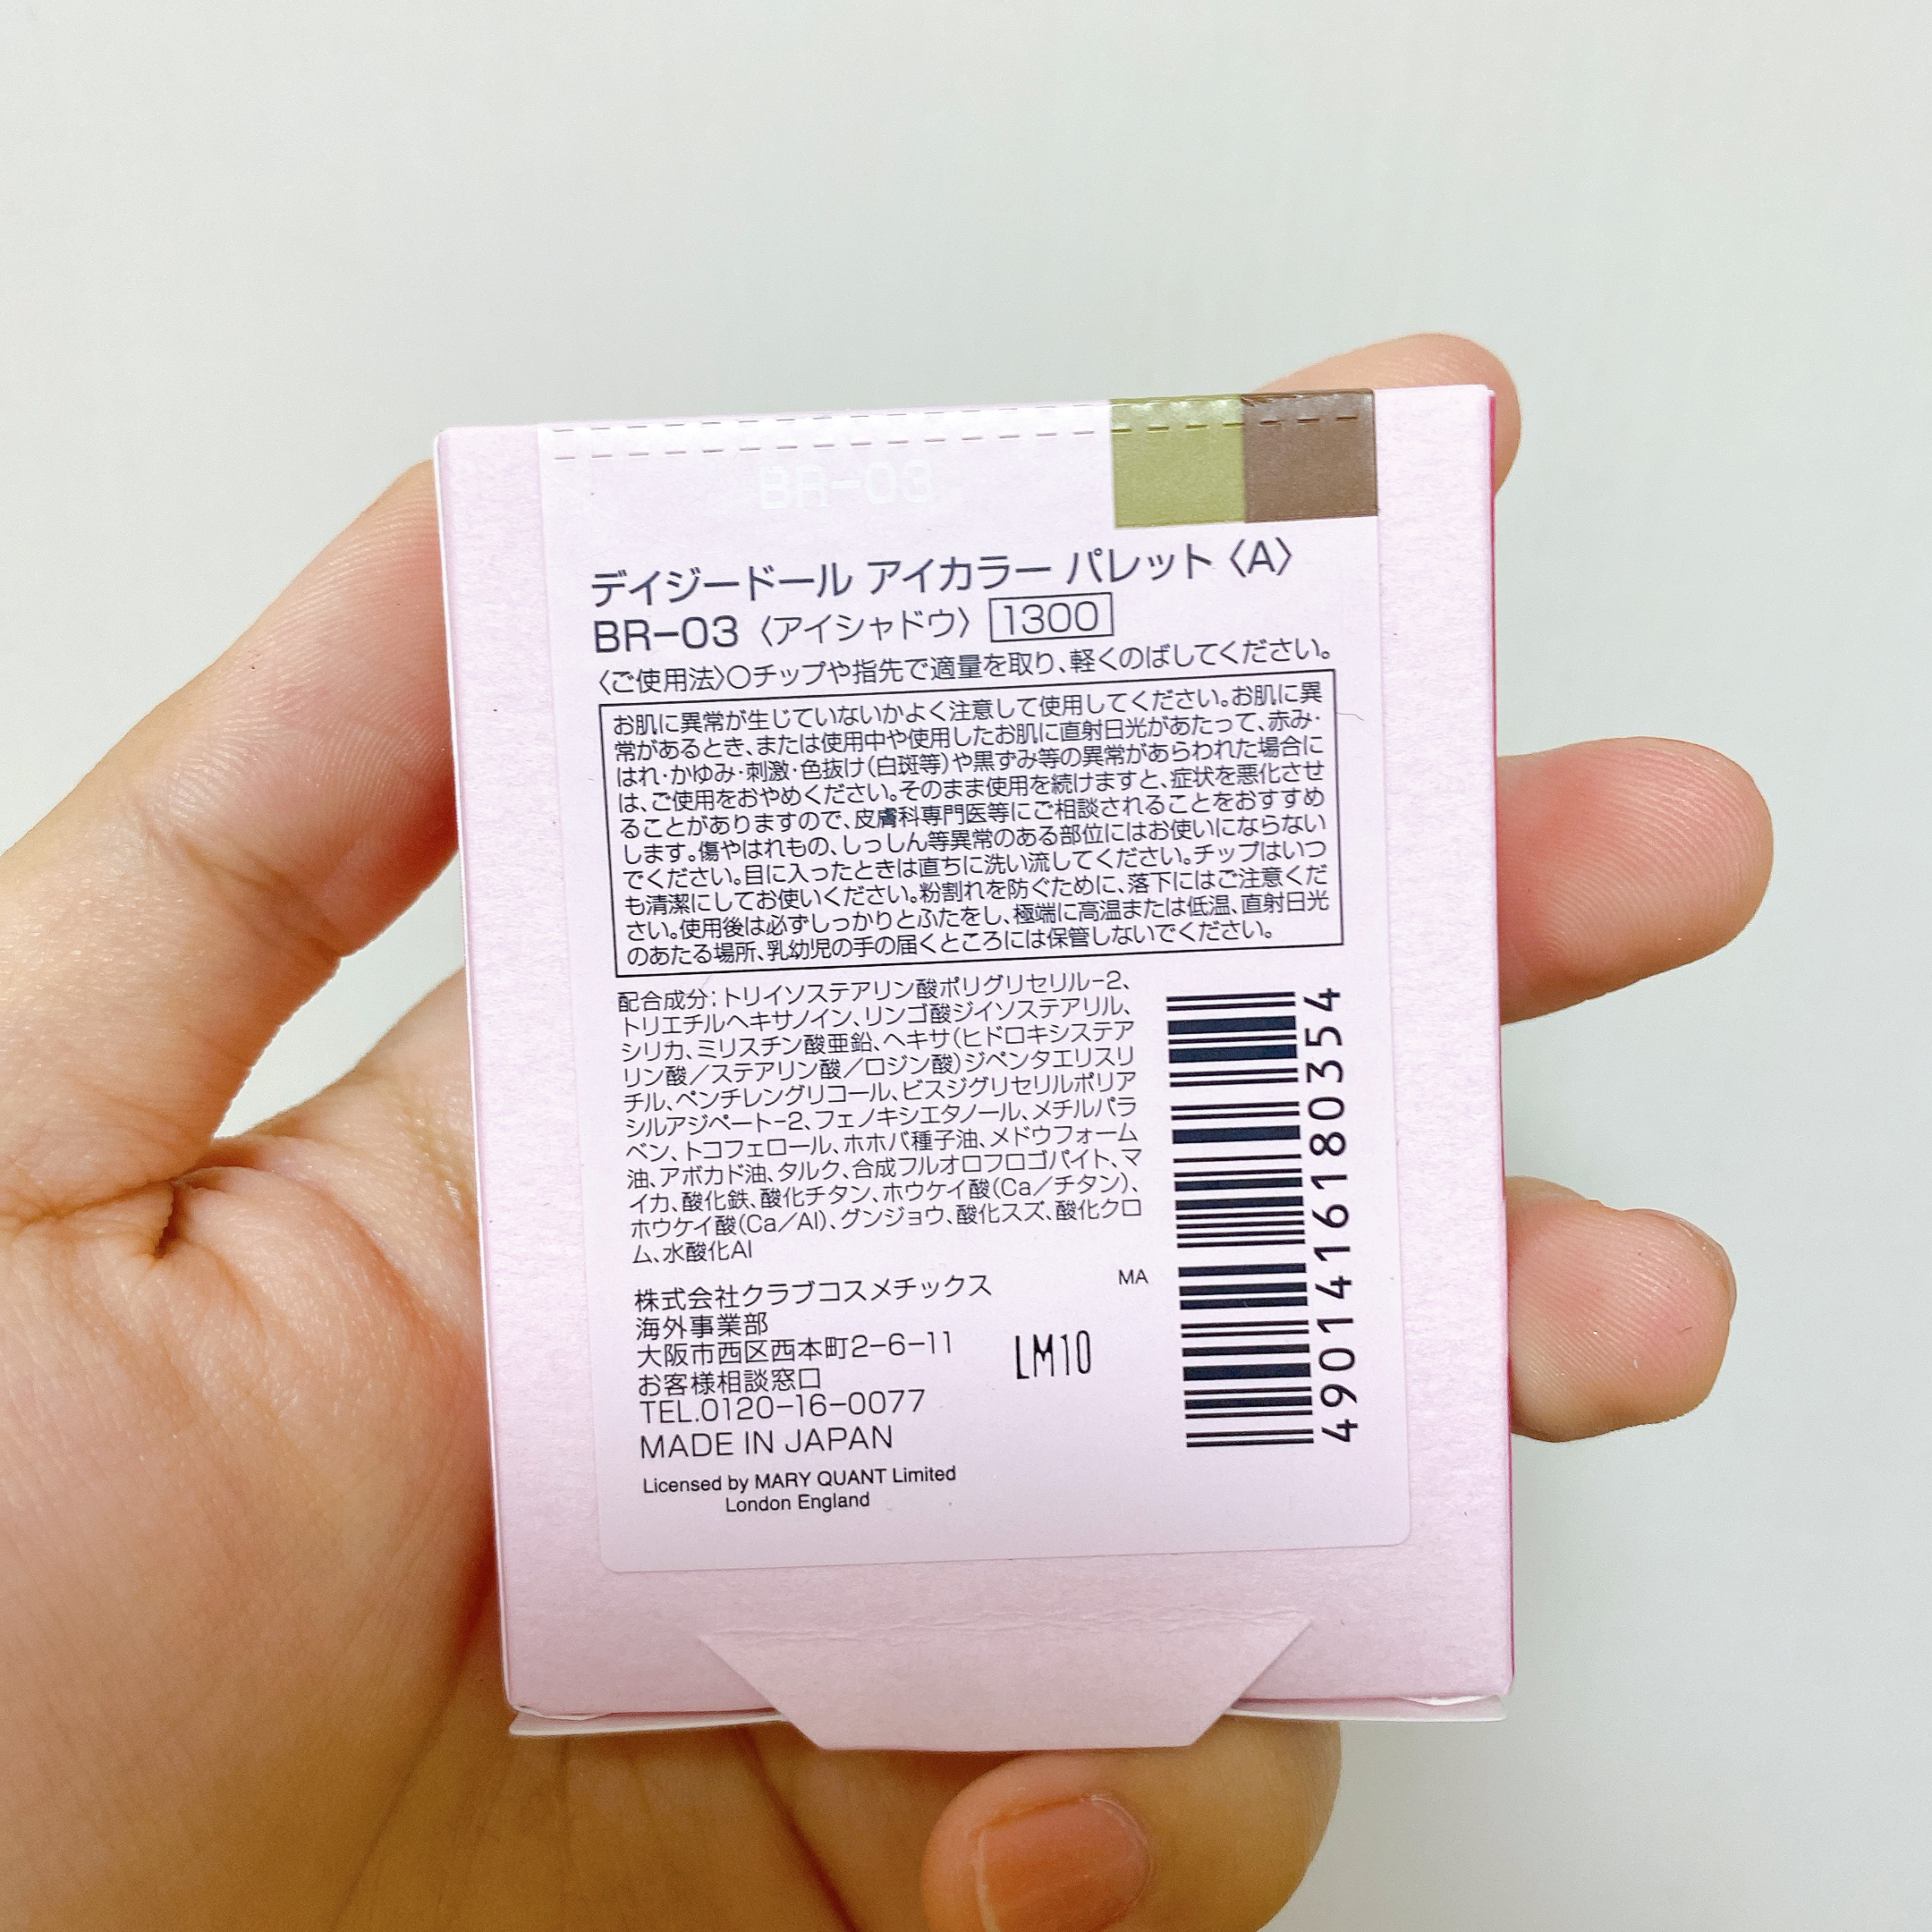 BR-03
デイジードール アイカラー パレット〈A〉
BR-03〈アイシャドウ〉 1300
〈ご使用法〉○チップや指先で適量を取り、軽くのばしてください。
お肌に異常が生じていないかよく注意して使用してください。お肌に異
常があるとき、または使用中や使用したお肌に直射日光があたって、赤み・
はれ・かゆみ・刺激・色抜け(白斑等)や黒ずみ等の異常があらわれた場合に
は、ご使用をおやめください。そのまま使用を続けますと、症状を悪化させ
ることがありますので、皮膚科専門医等にご相談されることをおすすめ
します。傷やはれもの、しっしん等異常のある部位にはお使いにならない
でください。目に入ったときは直ちに洗い流してください。チップはいつ
も清潔にしてお使いください。粉割れを防ぐために、落下にはご注意くだ
さい。使用後は必ずしっかりとふたをし、極端に高温または低温、直射日光
のあたる場所、乳幼児の手の届くところには保管しないでください。
配合成分:トリイソステアリン酸ポリグリセリル-2、
トリエチルヘキサノイン、リンゴ酸ジイソステアリル、
シリカ、ミリスチン酸亜鉛、ヘキサ(ヒドロキシステア
リン酸/ステアリン酸/ロジン酸)ジペンタエリスリ
チル、ペンチレングリコール、ビスジグリセリルポリア
シルアジペート-2、フェノキシエタノール、メチルパラ
ベン、トコフェロール、ホホバ種子油、メドウフォーム
油、アボカド油、タルク、合成フルオロフロゴパイト、マ
イカ、酸化鉄、酸化チタン、ホウケイ酸(Ca/チタン)、
ホウケイ酸(Ca/Al)、グンジョウ、酸化スズ、酸化クロ
ム、水酸化Al
株式会社クラブコスメチックス
海外事業部
大阪市西区西本町2-6-11
お客様相談窓口
TEL.0120-16-0077
MADE IN JAPAN
Licensed by MARY QUANT Limited
London England
MA
LM10
4901416180354